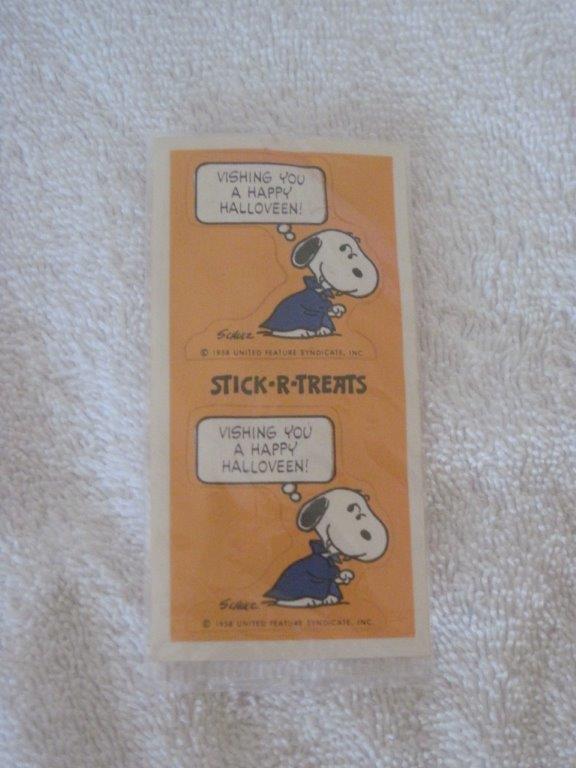 VISHING YOU
A HAPPY
HALLOVEEN!
SCHULZ
© 1958 UNITED FEATURE SYNDICATE, INC.
STICK-R-TREATS
VISHING YOU
A HAPPY
HALLOVEEN!
SCHULZ
© 1958 UNITED FEATURE SYNDICATE, INC.